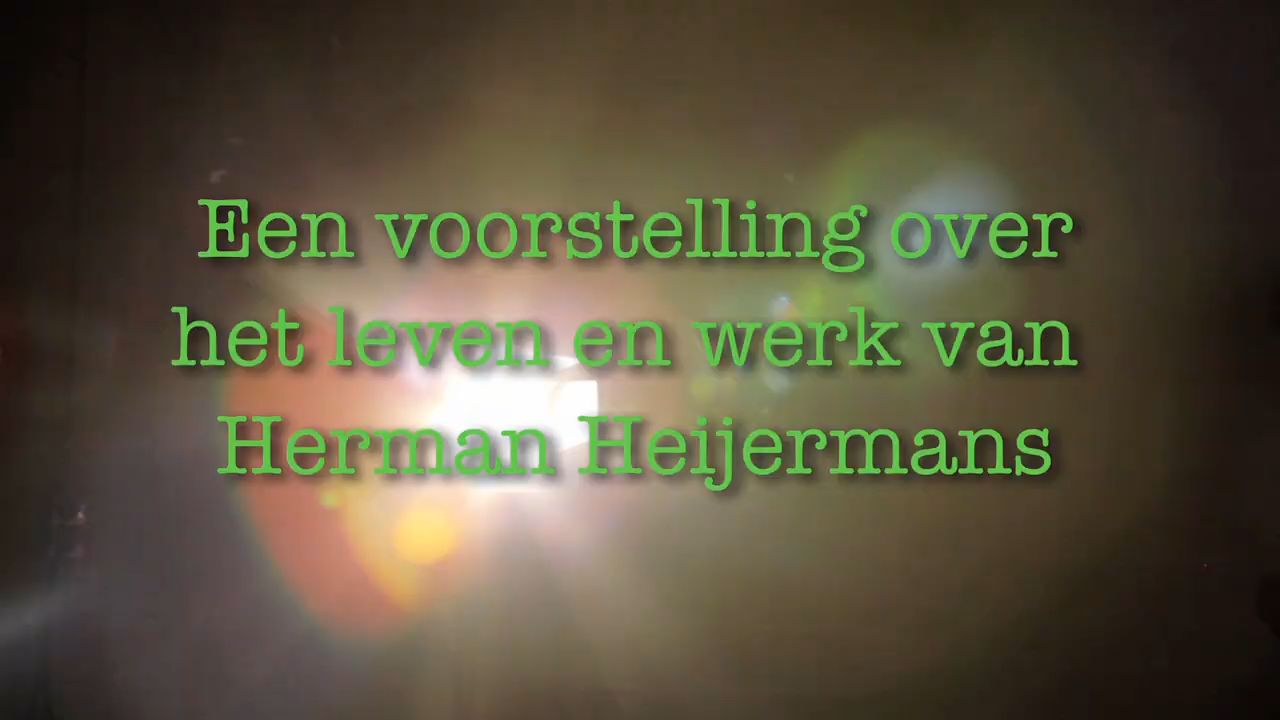 Een voorstelling over
het leven en werk van
Herman Heijermans